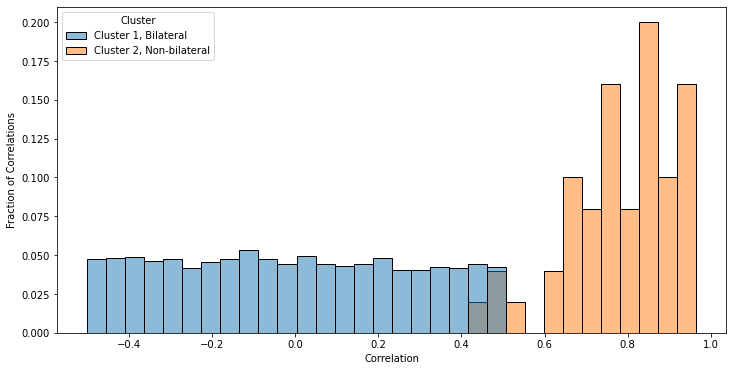 Cluster
Cluster 1, Bilateral
Cluster 2, Non-bilateral
0.200
0.175
0.150
0.125
0.100
0.075
0.050
0.025
0.000
Fraction of Correlations
−0.4 −0.2 0.0 0.2 0.4 0.6 0.8 1.0
Correlation